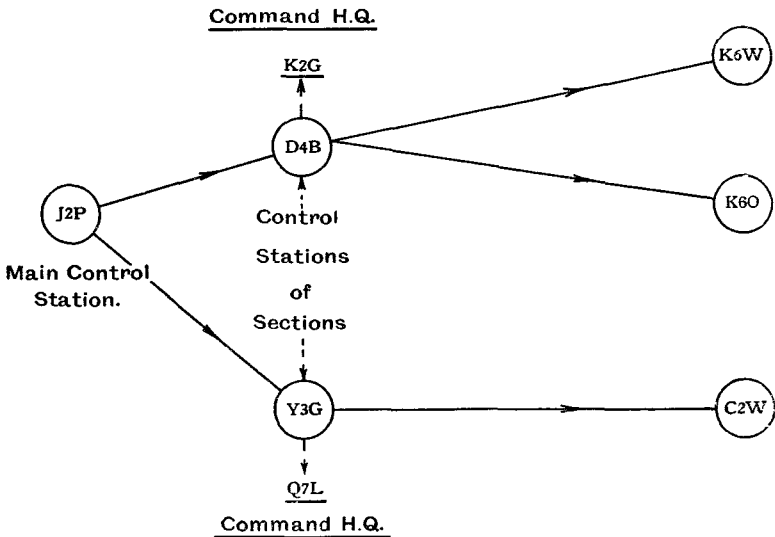 Command H.Q.
K2G
K6W
D4B
K6O
J2P
Control
Stations
of
Sections
Main Control
Station.
Y3G
C2W
Q7L
Command H.Q.